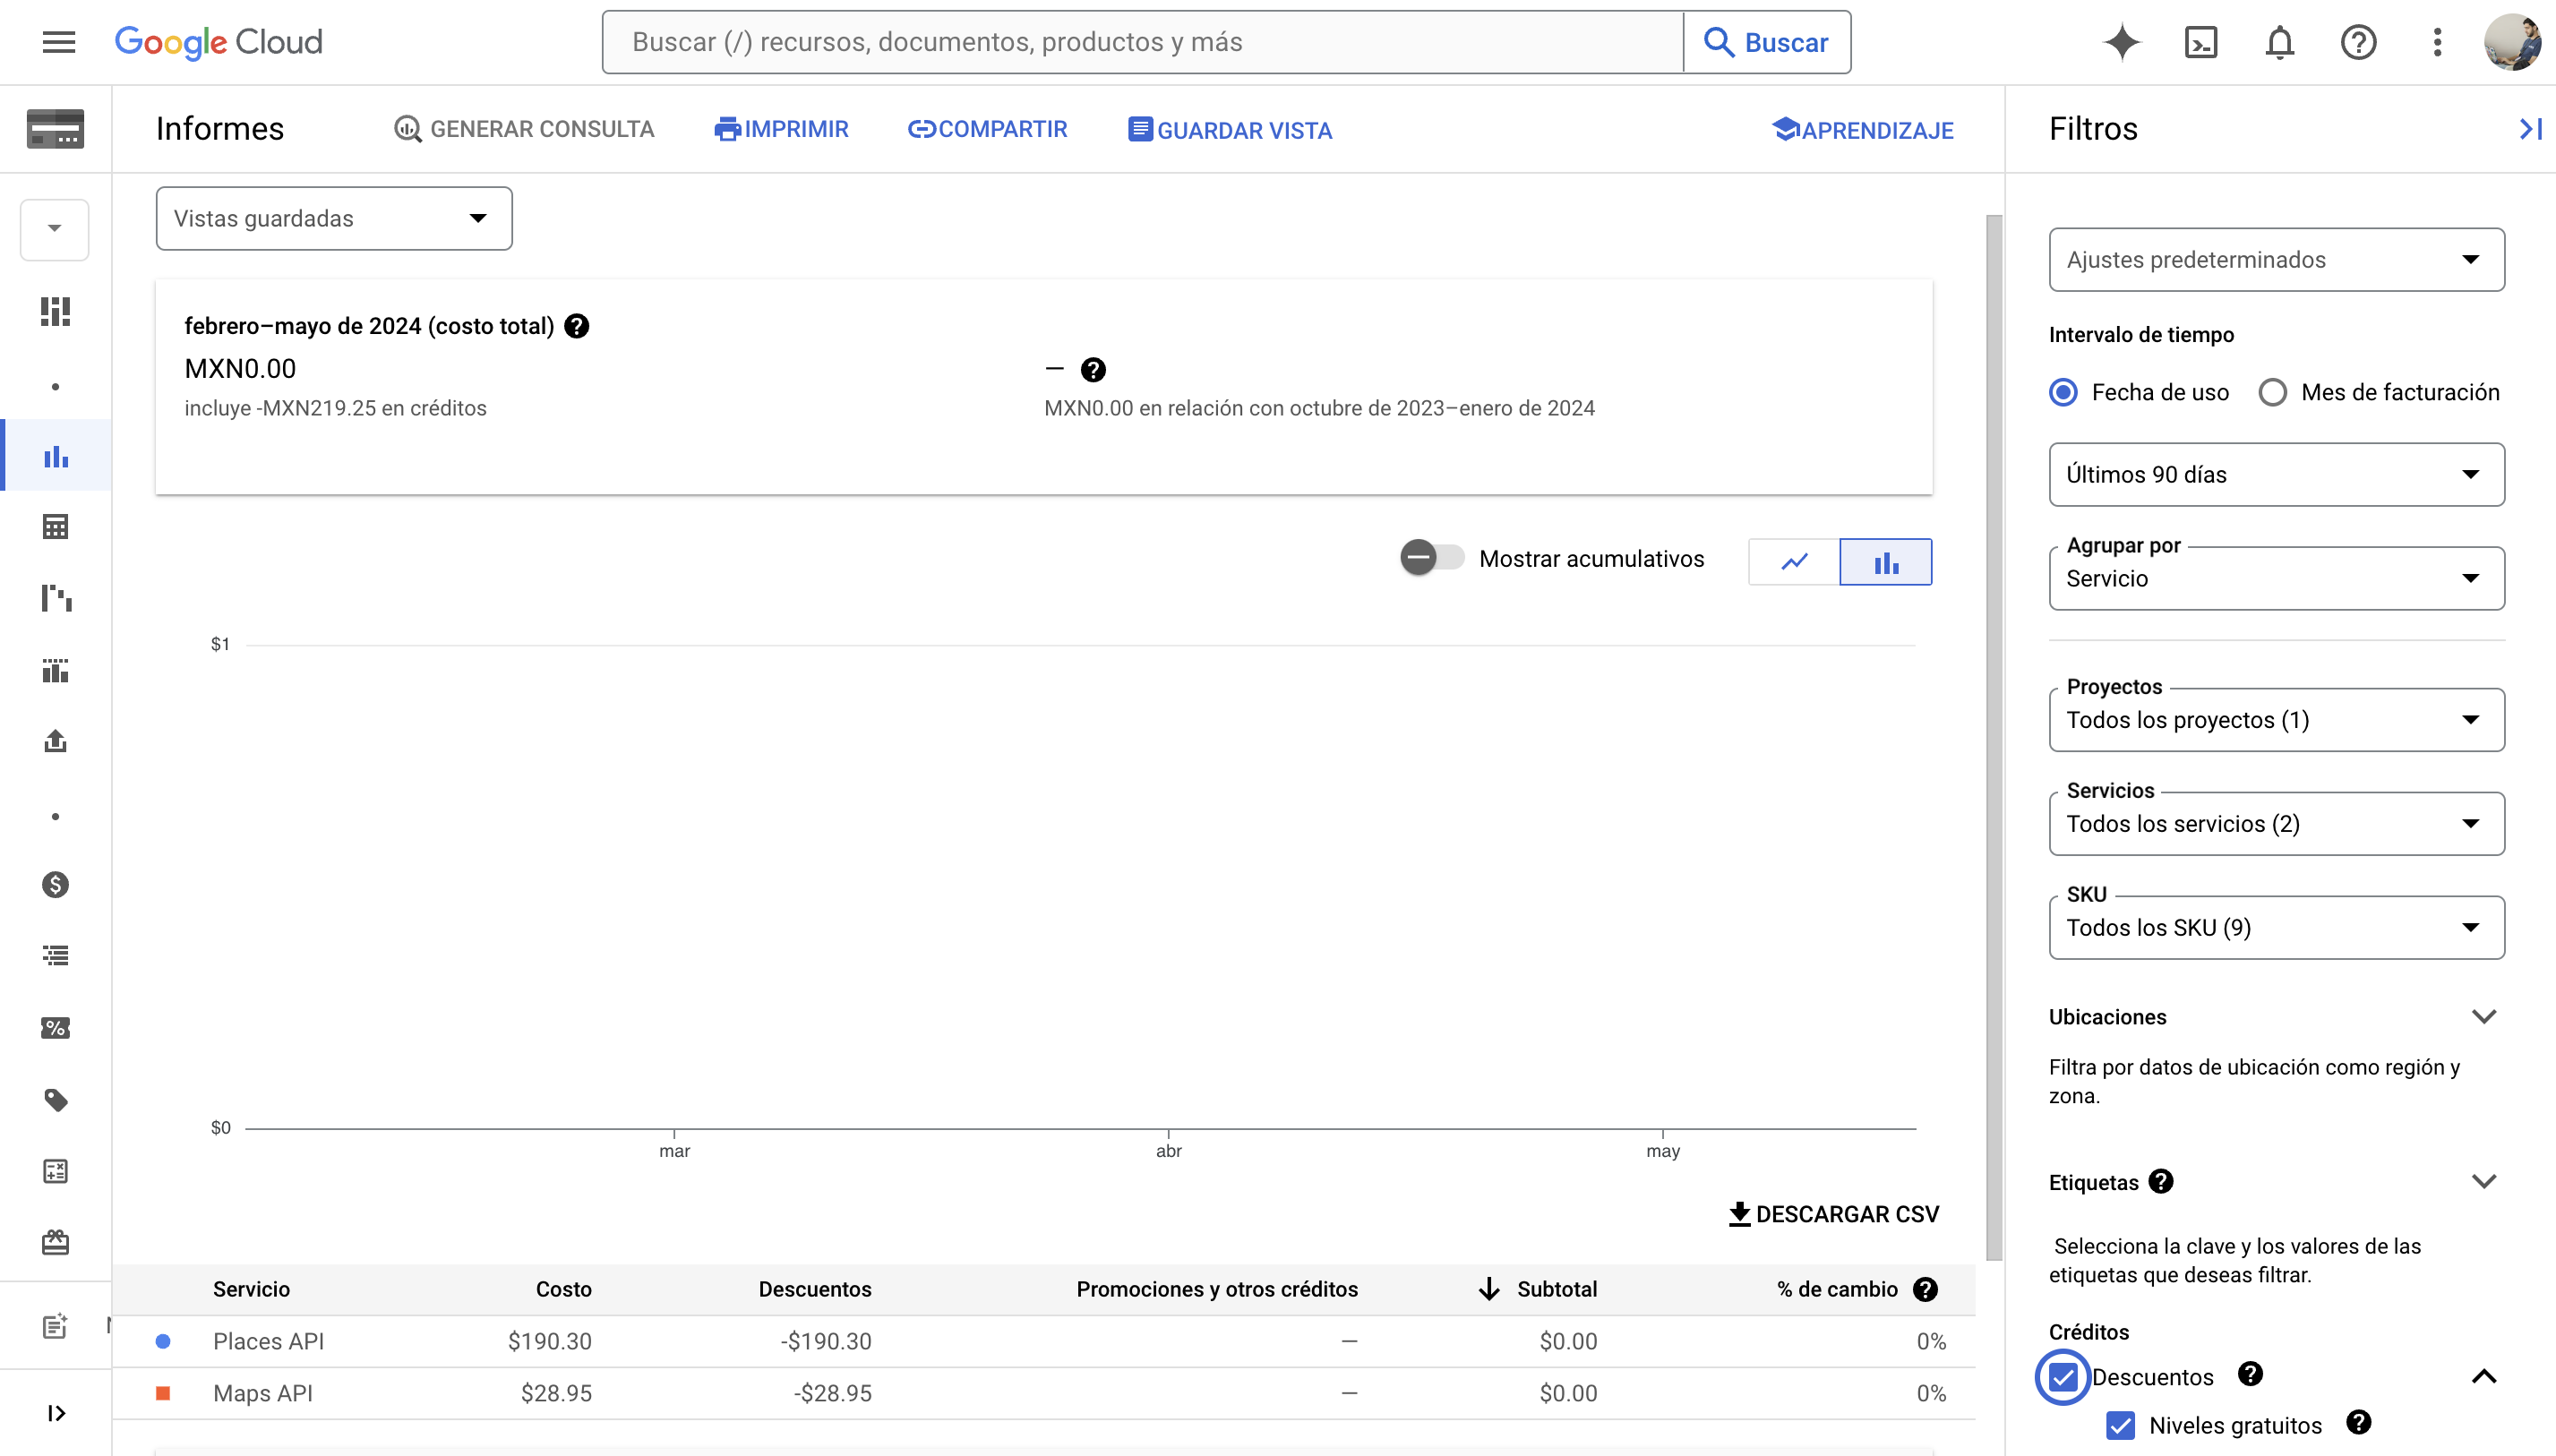 Google Cloud
Buscar (/) recursos, documentos, productos y más
Buscar
Informes
GENERAR CONSULTA
IMPRIMIR
COMPARTIR
GUARDAR VISTA
APRENDIZAJE
Filtros
Vistas guardadas
febrero–mayo de 2024 (costo total)
MXN0.00
incluye -MXN219.25 en créditos
—
MXN0.00 en relación con octubre de 2023–enero de 2024
Mostrar acumulativos
$1
$0
mar
abr
may
DESCARGAR CSV
Servicio Costo Descuentos Promociones y otros créditos Subtotal % de cambio
Places API $190.30 -$190.30 — $0.00 0%
Maps API $28.95 -$28.95 — $0.00 0%
Ajustes predeterminados
Intervalo de tiempo
Fecha de uso
Mes de facturación
Últimos 90 días
Agrupar por
Servicio
Proyectos
Todos los proyectos (1)
Servicios
Todos los servicios (2)
SKU
Todos los SKU (9)
Ubicaciones
Filtra por datos de ubicación como región y
zona.
Etiquetas
Selecciona la clave y los valores de las
etiquetas que deseas filtrar.
Créditos
Descuentos
Niveles gratuitos